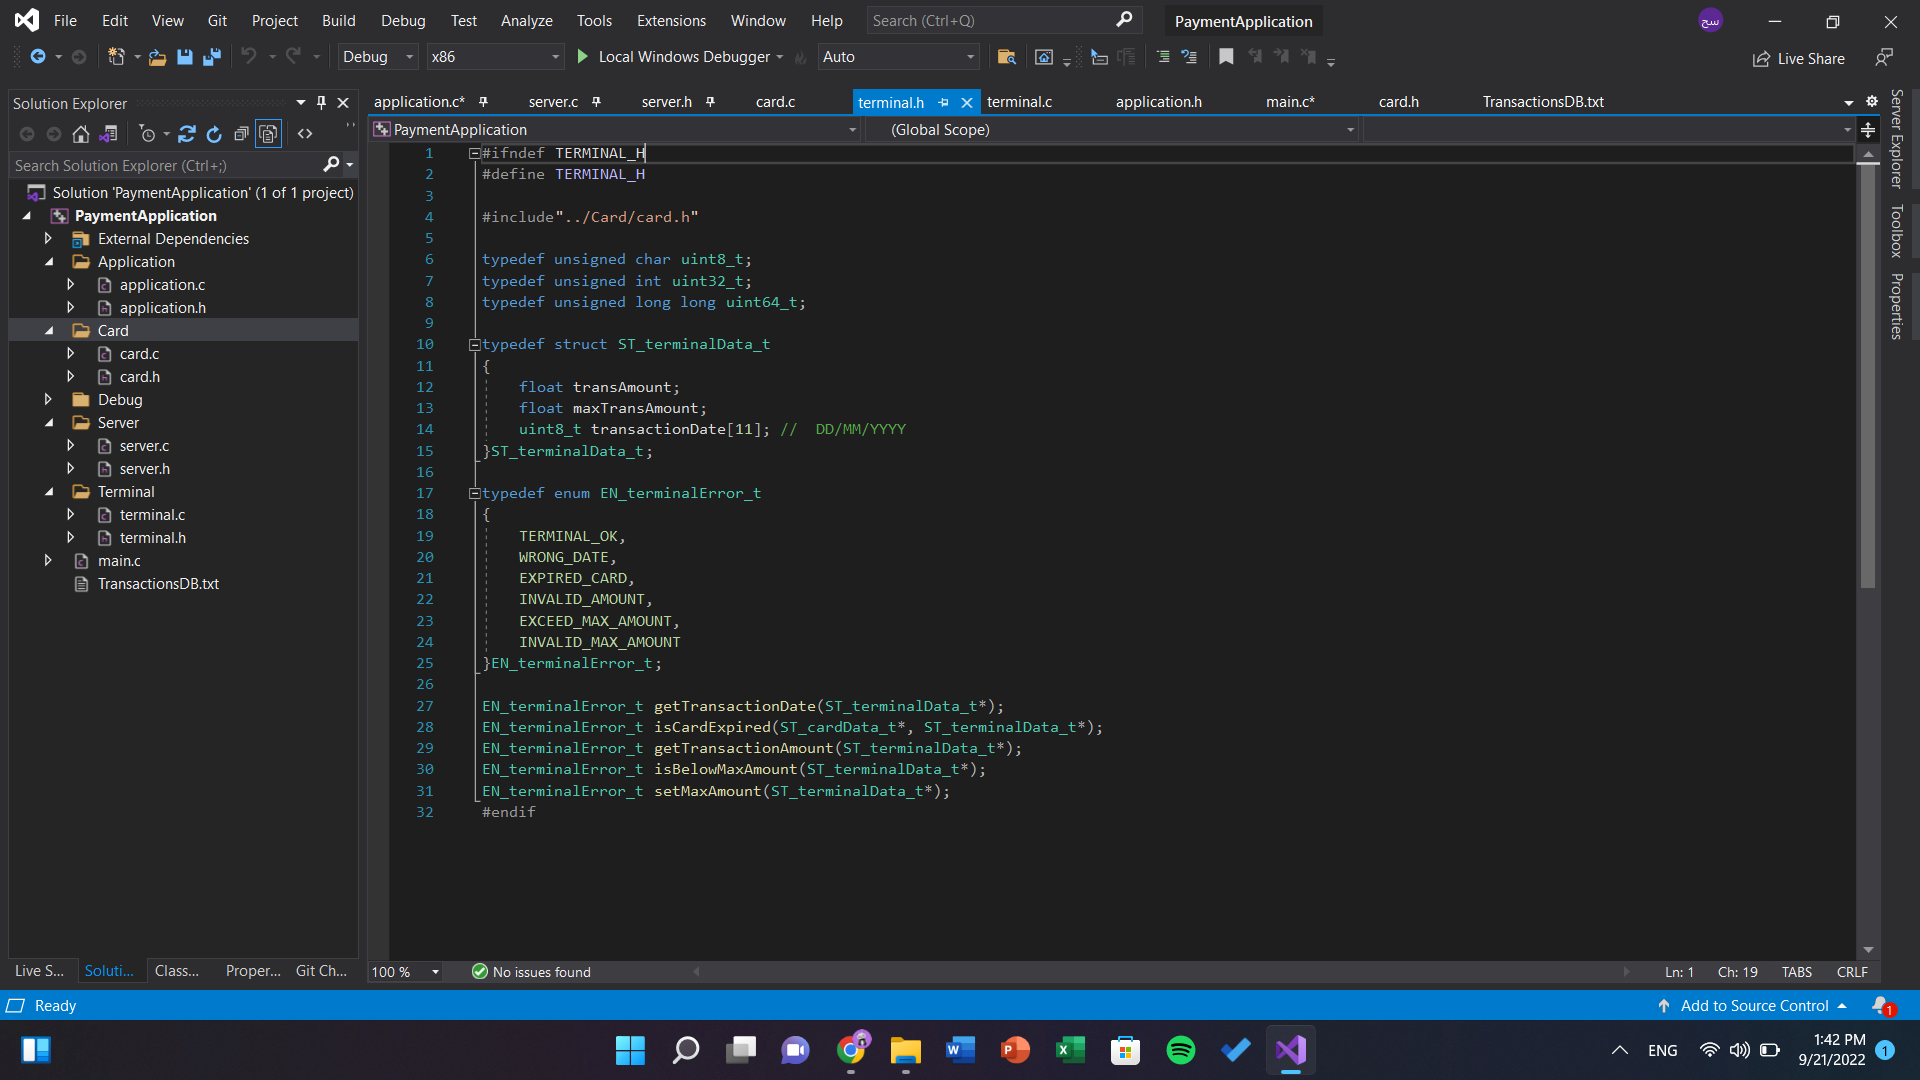 File Edit View Git Project Build Debug Test Analyze Tools Extensions Window Help Search (Ctrl+Q) PaymentApplication سح
Debug x86 Local Windows Debugger Auto Live Share
Solution Explorer
Search Solution Explorer (Ctrl+;)
Solution 'PaymentApplication' (1 of 1 project)
PaymentApplication
External Dependencies
Application
application.c
application.h
Card
card.c
card.h
Debug
Server
server.c
server.h
Terminal
terminal.c
terminal.h
main.c
TransactionsDB.txt
Live S... Soluti... Class... Proper... Git Ch...
application.c* server.c server.h card.c terminal.h terminal.c application.h main.c* card.h TransactionsDB.txt
PaymentApplication (Global Scope)
1 #ifndef TERMINAL_H
2 #define TERMINAL_H
3
4 #include"../Card/card.h"
5
6 typedef unsigned char uint8_t;
7 typedef unsigned int uint32_t;
8 typedef unsigned long long uint64_t;
9
10 typedef struct ST_terminalData_t
11 {
12 float transAmount;
13 float maxTransAmount;
14 uint8_t transactionDate[11]; // DD/MM/YYYY
15 }ST_terminalData_t;
16
17 typedef enum EN_terminalError_t
18 {
19 TERMINAL_OK,
20 WRONG_DATE,
21 EXPIRED_CARD,
22 INVALID_AMOUNT,
23 EXCEED_MAX_AMOUNT,
24 INVALID_MAX_AMOUNT
25 }EN_terminalError_t;
26
27 EN_terminalError_t getTransactionDate(ST_terminalData_t*);
28 EN_terminalError_t isCardExpired(ST_cardData_t*, ST_terminalData_t*);
29 EN_terminalError_t getTransactionAmount(ST_terminalData_t*);
30 EN_terminalError_t isBelowMaxAmount(ST_terminalData_t*);
31 EN_terminalError_t setMaxAmount(ST_terminalData_t*);
32 #endif
100 % No issues found Ln: 1 Ch: 19 TABS CRLF
Server Explorer
Toolbox
Properties
Ready Add to Source Control 1
ENG 1:42 PM 1
9/21/2022